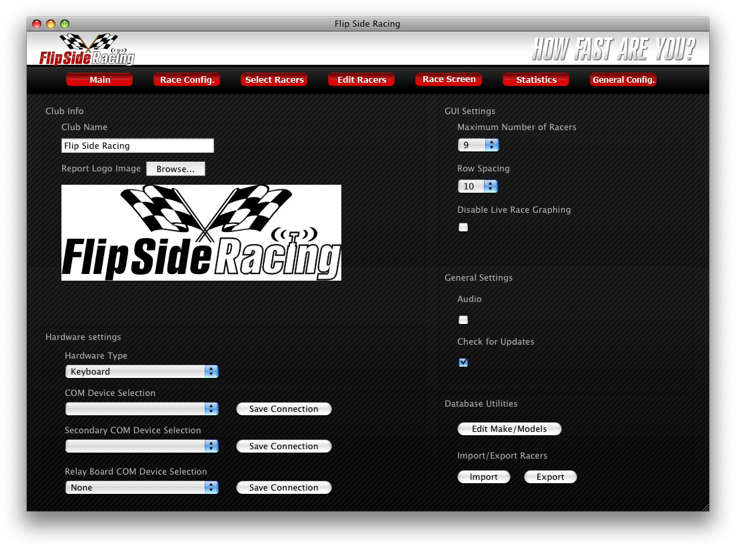 Flip Side Racing
FlipSide Racing
HOW FAST ARE YOU?
Main
Race Config.
Select Racers
Edit Racers
Race Screen
Statistics
General Config.
Club Info
Club Name
Flip Side Racing
Report Logo Image
Browse...
FlipSide Racing
Hardware settings
Hardware Type
Keyboard
COM Device Selection
Save Connection
Secondary COM Device Selection
Save Connection
Relay Board COM Device Selection
None
Save Connection
GUI Settings
Maximum Number of Racers
9
Row Spacing
10
Disable Live Race Graphing
General Settings
Audio
Check for Updates
Database Utilities
Edit Make/Models
Import/Export Racers
Import
Export